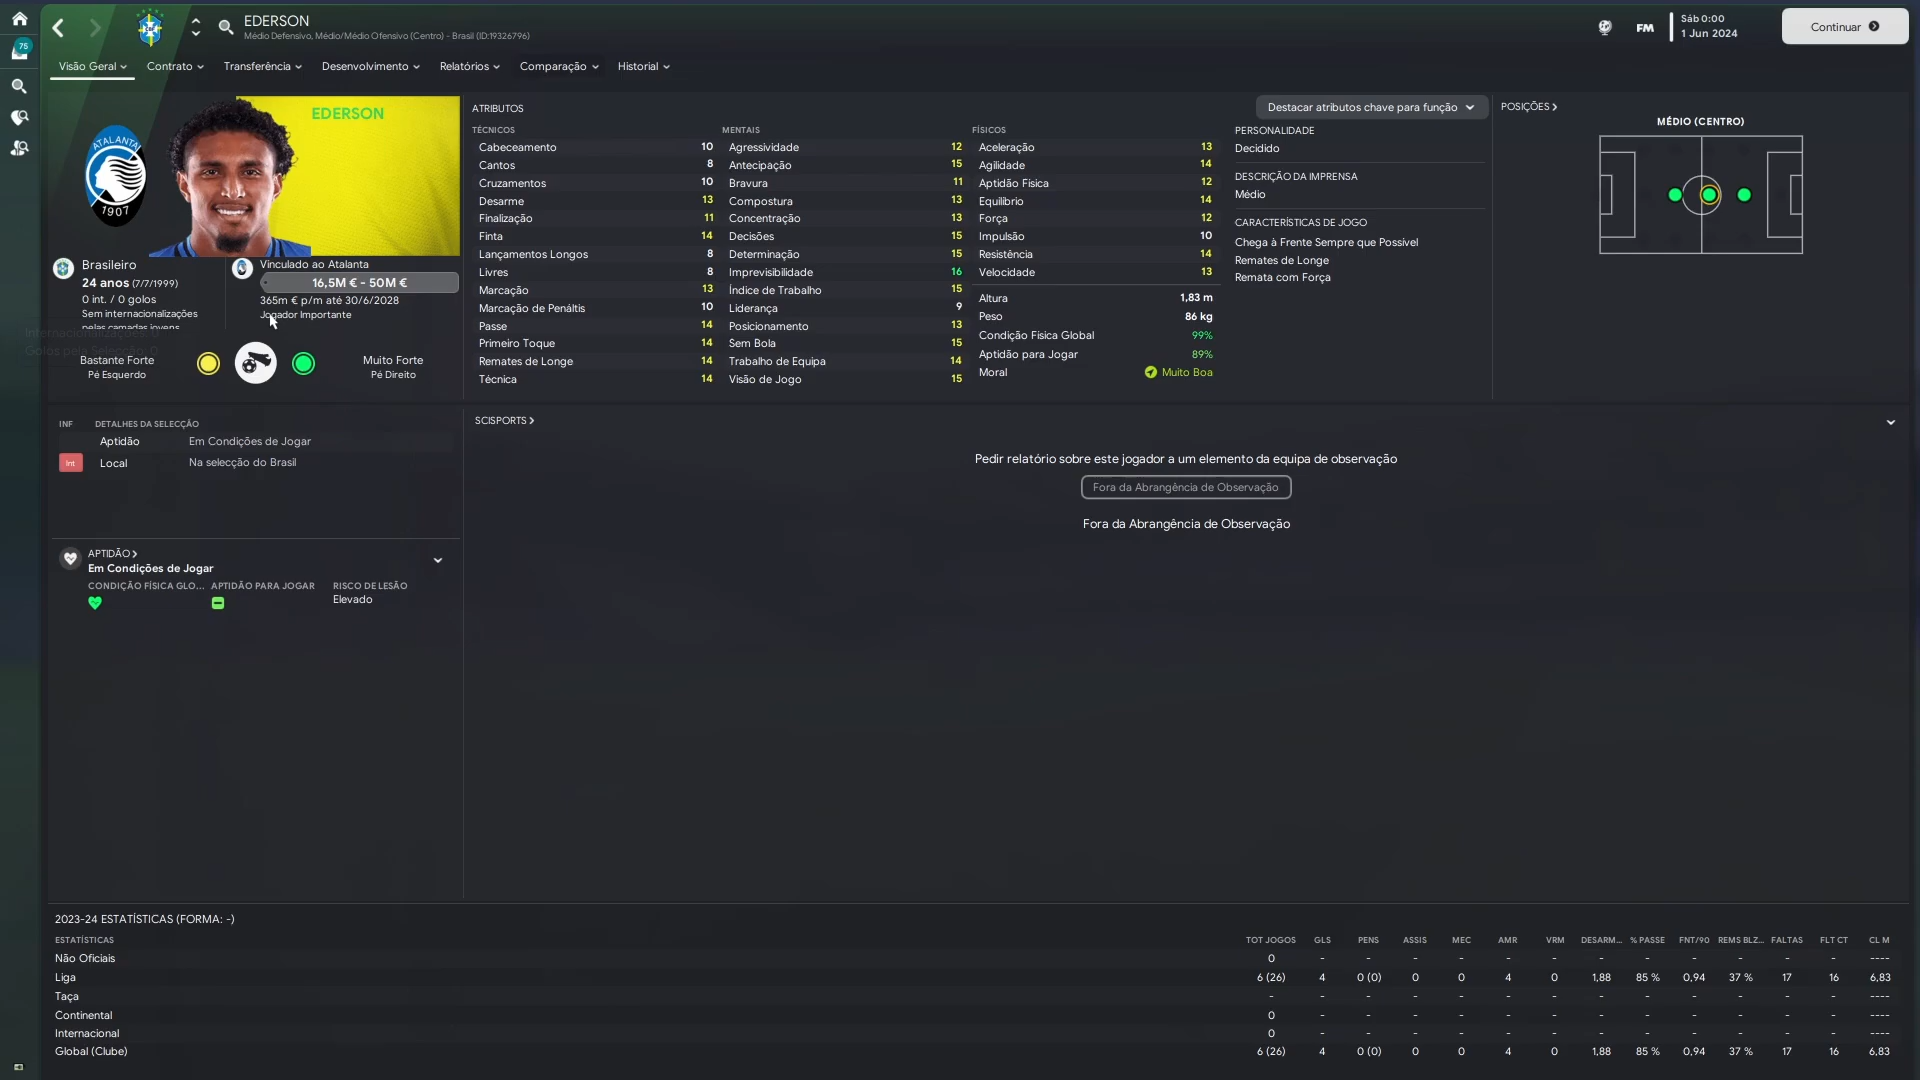 75
EDERSON
Médio Defensivo, Médio/Médio Ofensivo (Centro) - Brasil (ID:19326796)
FM
Sáb 0:00
1 Jun 2024
Continuar
Visão Geral
Contrato
Transferência
Desenvolvimento
Relatórios
Comparação
Historial
EDERSON
ATALANTA
1907
Brasileiro
24 anos (7/7/1999)
0 int. / 0 golos
Sem internacionalizações
pelas camadas jovens
Vinculado ao Atalanta
16,5M € - 50M €
365m € p/m até 30/6/2028
Jogador Importante
Internacionalizações: 0
Golos pela Selecção: 0
Bastante Forte
Pé Esquerdo
Muito Forte
Pé Direito
ATRIBUTOS
Destacar atributos chave para função
TÉCNICOS
Cabeceamento 10
Cantos 8
Cruzamentos 10
Desarme 13
Finalização 11
Finta 14
Lançamentos Longos 8
Livres 8
Marcação 13
Marcação de Penáltis 10
Passe 14
Primeiro Toque 14
Remates de Longe 14
Técnica 14
MENTAIS
Agressividade 12
Antecipação 15
Bravura 11
Compostura 13
Concentração 13
Decisões 15
Determinação 15
Imprevisibilidade 16
Índice de Trabalho 15
Liderança 9
Posicionamento 13
Sem Bola 15
Trabalho de Equipa 14
Visão de Jogo 15
FÍSICOS
Aceleração 13
Agilidade 14
Aptidão Física 12
Equilíbrio 14
Força 12
Impulsão 10
Resistência 14
Velocidade 13
Altura 1,83 m
Peso 86 kg
Condição Física Global 99%
Aptidão para Jogar 89%
Moral Muito Boa
PERSONALIDADE
Decidido
DESCRIÇÃO DA IMPRENSA
Médio
CARACTERÍSTICAS DE JOGO
Chega à Frente Sempre que Possível
Remates de Longe
Remata com Força
POSIÇÕES
MÉDIO (CENTRO)
INF DETALHES DA SELECÇÃO
Aptidão Em Condições de Jogar
Int Local Na selecção do Brasil
APTIDÃO
Em Condições de Jogar
CONDIÇÃO FÍSICA GLO... APTIDÃO PARA JOGAR RISCO DE LESÃO
Elevado
SCISPORTS
Pedir relatório sobre este jogador a um elemento da equipa de observação
Fora da Abrangência de Observação
Fora da Abrangência de Observação
2023-24 ESTATÍSTICAS (FORMA: -)
ESTATÍSTICAS TOT JOGOS GLS PENS ASSIS MEC AMR VRM DESARM... % PASSE FNT/90 REMS BLZ... FALTAS FLT CT CL M
Não Oficiais 0 - - - - - - - - - - - - ----
Liga 6 (26) 4 0 (0) 0 0 4 0 1,88 85 % 0,94 37 % 17 16 6,83
Taça - - - - - - - - - - - - - ----
Continental 0 - - - - - - - - - - - - ----
Internacional 0 - - - - - - - - - - - - ----
Global (Clube) 6 (26) 4 0 (0) 0 0 4 0 1,88 85 % 0,94 37 % 17 16 6,83